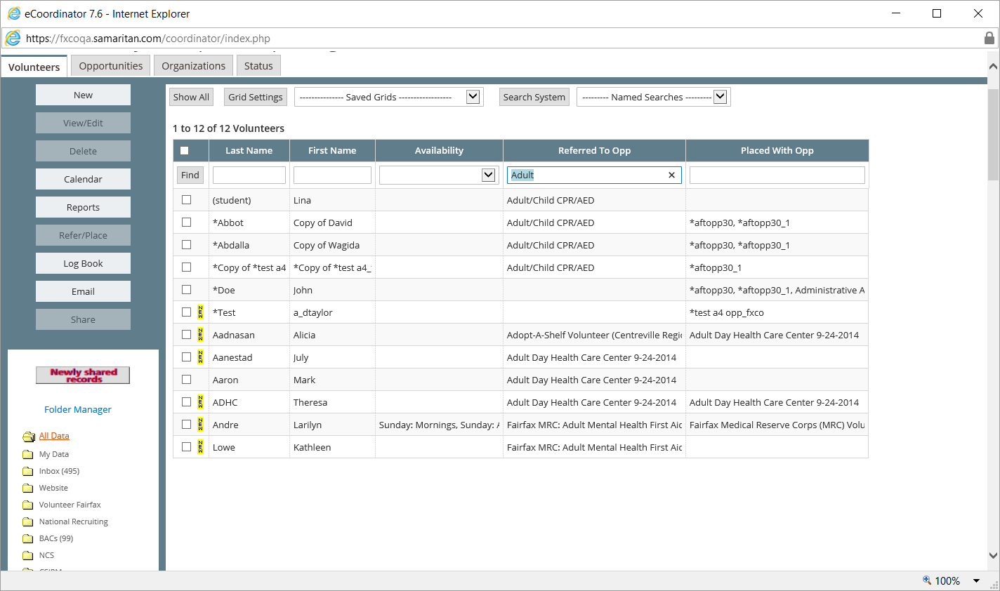 eCoordinator 7.6 - Internet Explorer
https://fxcoqa.samaritan.com/coordinator/index.php
Volunteers Opportunities Organizations Status
New
View/Edit
Delete
Calendar
Reports
Refer/Place
Log Book
Email
Share
Newly shared
records
Folder Manager
All Data
My Data
Inbox (495)
Website
Volunteer Fairfax
National Recruiting
BACs (99)
NCS
Show All Grid Settings --------------- Saved Grids ------------------ Search System --------- Named Searches ---------
1 to 12 of 12 Volunteers
Last Name First Name Availability Referred To Opp Placed With Opp
Find Adult
(student) Lina Adult/Child CPR/AED
*Abbot Copy of David Adult/Child CPR/AED *aftopp30, *aftopp30_1
*Abdalla Copy of Wagida Adult/Child CPR/AED *aftopp30, *aftopp30_1
*Copy of *test a4 *Copy of *test a4_ Adult/Child CPR/AED *aftopp30_1
*Doe John *aftopp30, *aftopp30_1, Administrative A
NEW *Test a_dtaylor *test a4 opp_fxco
NEW Aadnasan Alicia Adopt-A-Shelf Volunteer (Centreville Regi Adult Day Health Care Center 9-24-2014
NEW Aanestad July Adult Day Health Care Center 9-24-2014
Aaron Mark Adult Day Health Care Center 9-24-2014
NEW ADHC Theresa Adult Day Health Care Center 9-24-2014 Adult Day Health Care Center 9-24-2014
NEW Andre Larilyn Sunday: Mornings, Sunday: A Fairfax MRC: Adult Mental Health First Aid Fairfax Medical Reserve Corps (MRC) Volu
NEW Lowe Kathleen Fairfax MRC: Adult Mental Health First Aid
100%